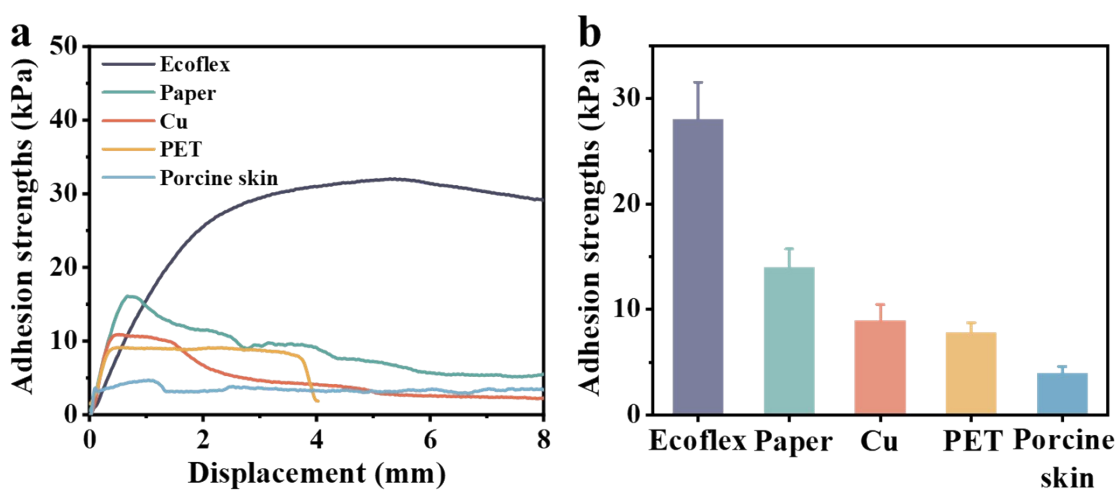 a
50
40
30
20
10
0
Adhesion strengths (kPa)
Ecoflex
Paper
Cu
PET
Porcine skin
0 2 4 6 8
Displacement (mm)
b
30
20
10
0
Adhesion strengths (kPa)
Ecoflex Paper Cu PET Porcine
skin